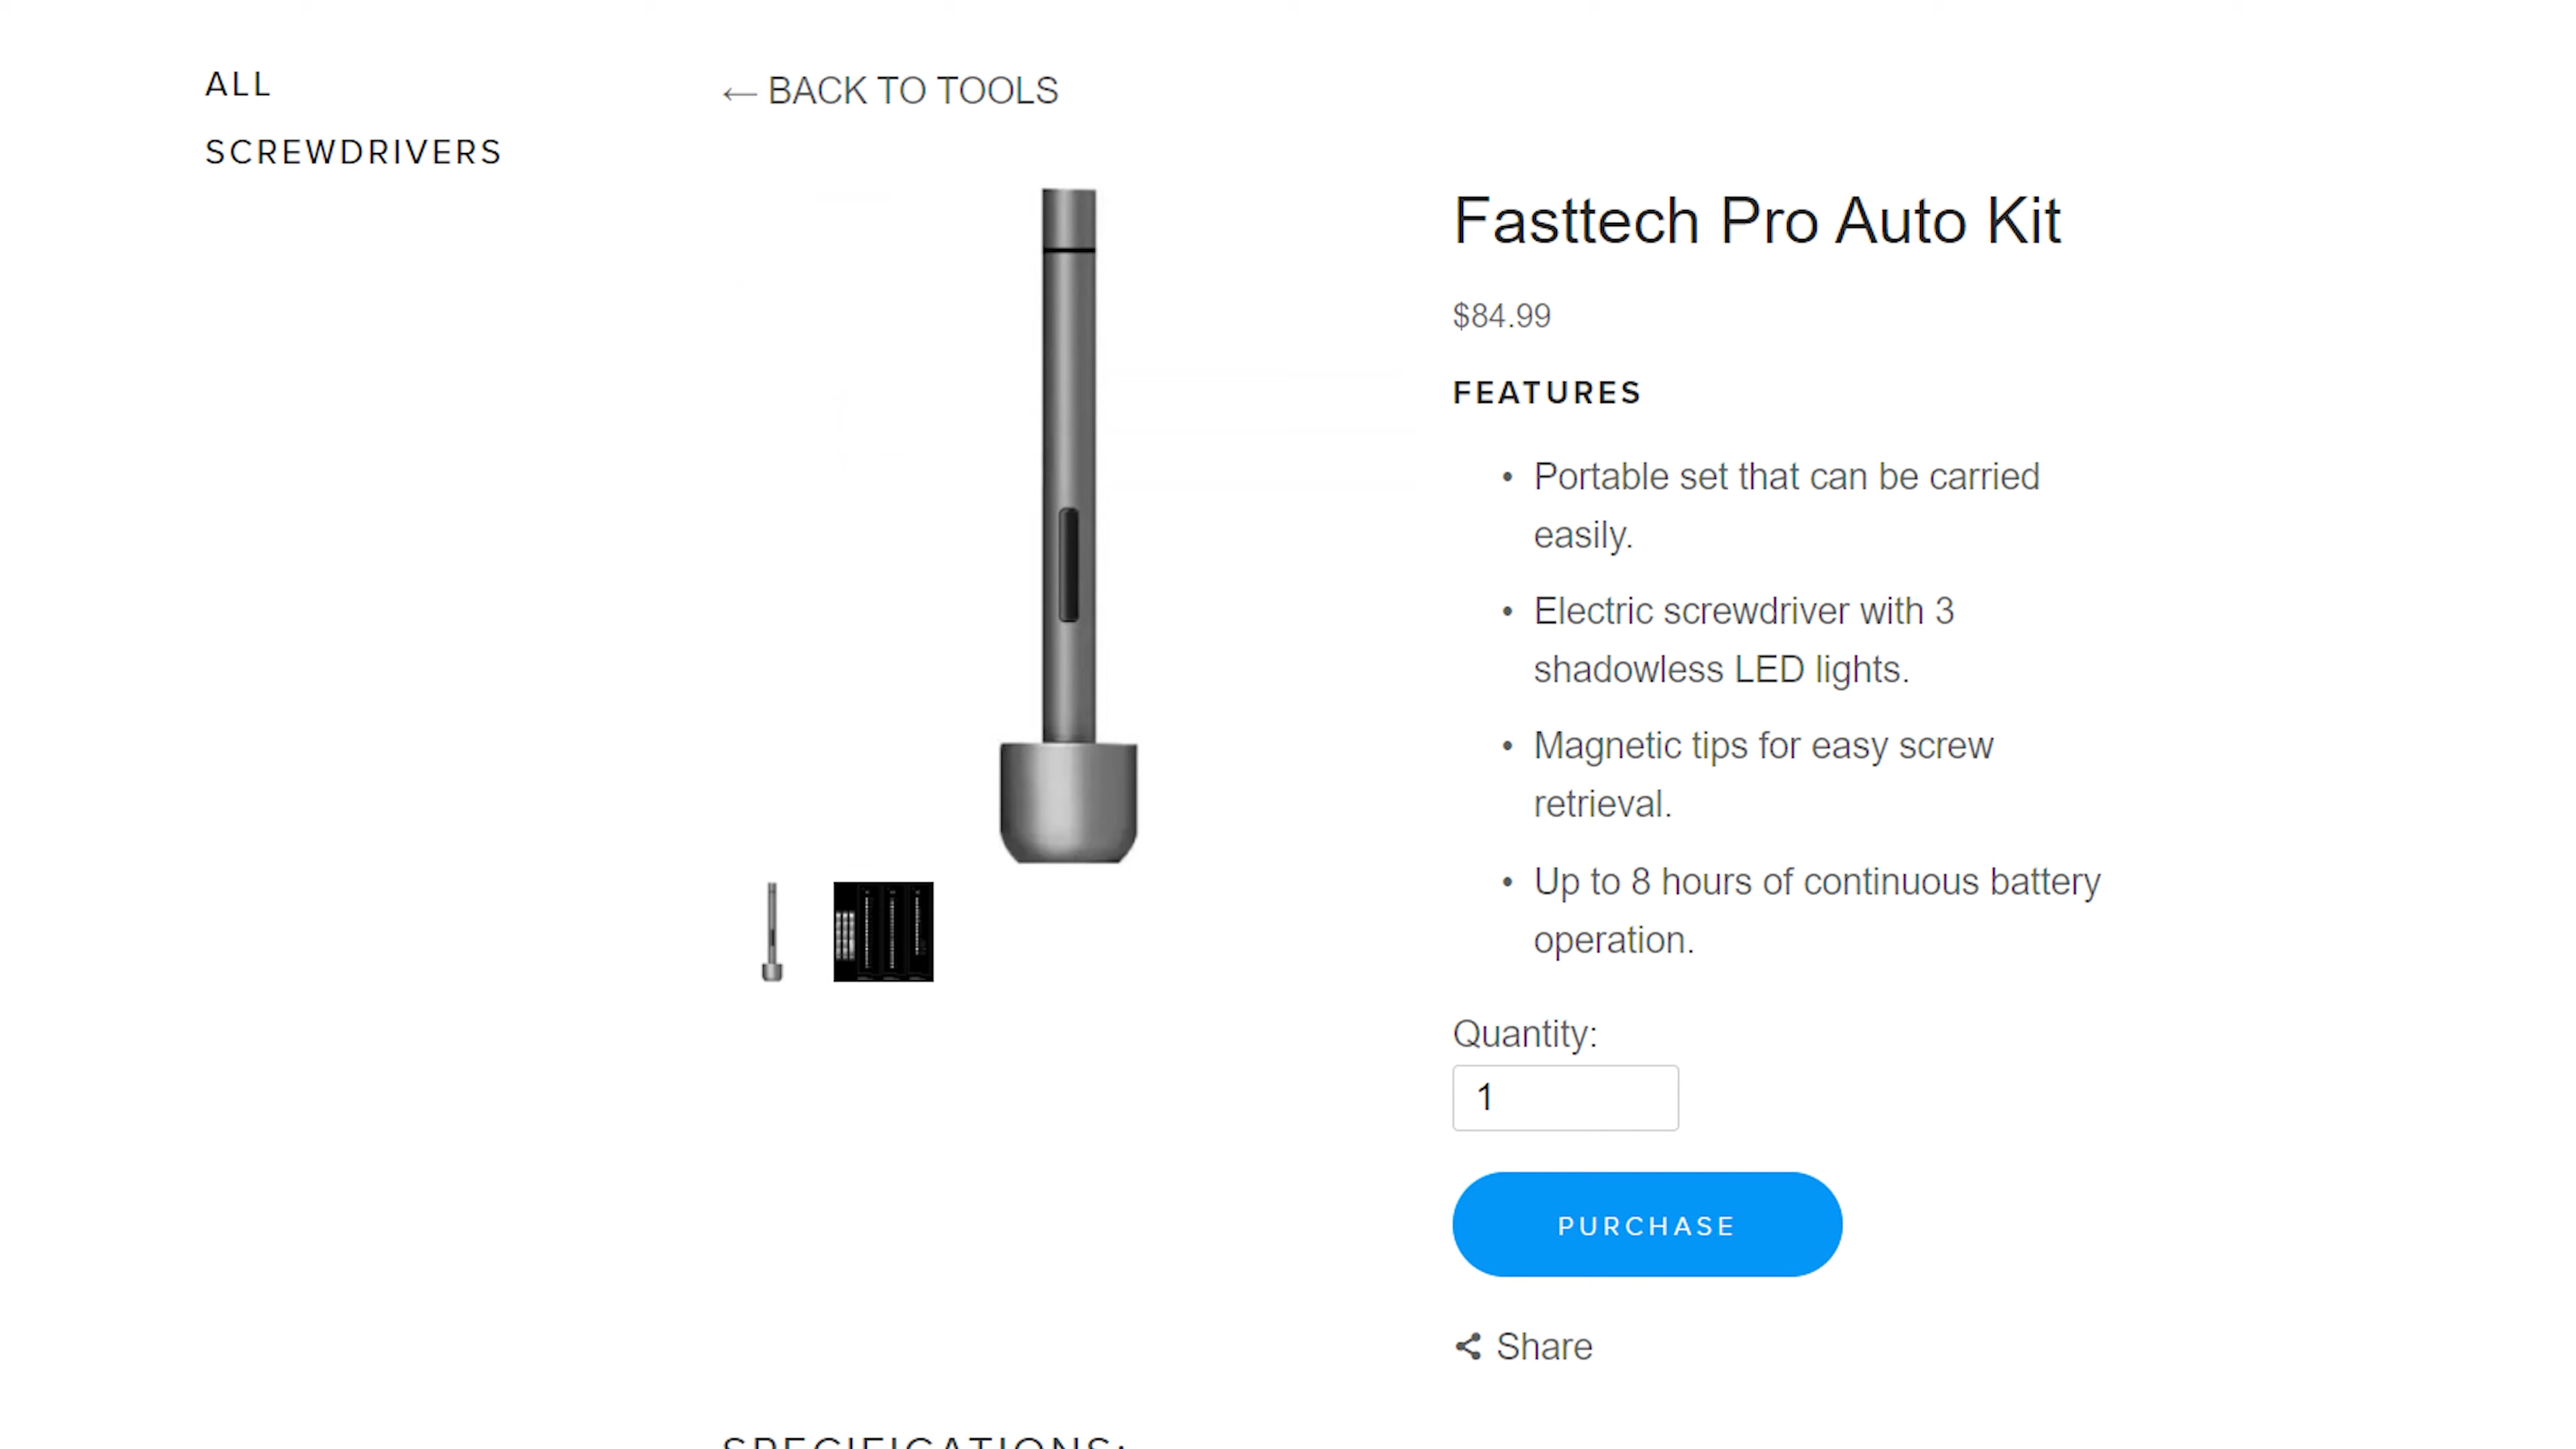 ALL
SCREWDRIVERS
← BACK TO TOOLS
Fasttech Pro Auto Kit
$84.99
FEATURES
• Portable set that can be carried
easily.
• Electric screwdriver with 3
shadowless LED lights.
• Magnetic tips for easy screw
retrieval.
• Up to 8 hours of continuous battery
operation.
Quantity:
1
PURCHASE
Share
SPECIFICATIONS: